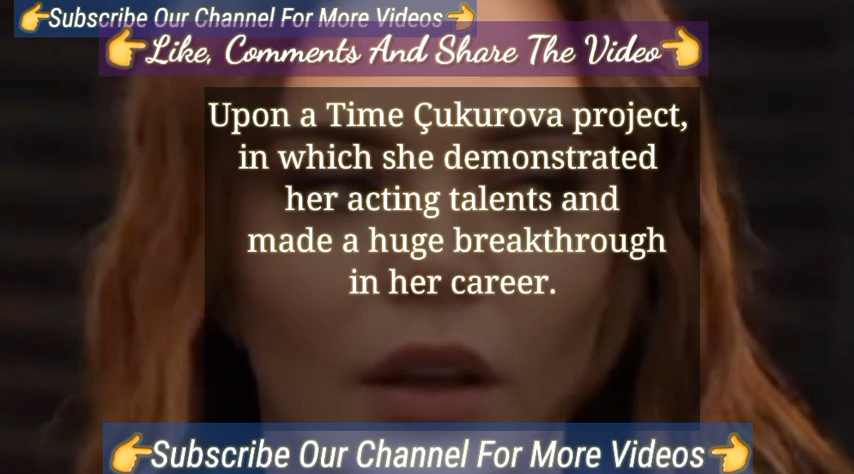 👉Subscribe Our Channel For More Videos👈
👉Like, Comments And Share The Video👈
Upon a Time Çukurova project,
in which she demonstrated
her acting talents and
made a huge breakthrough
in her career.
👉Subscribe Our Channel For More Videos👈